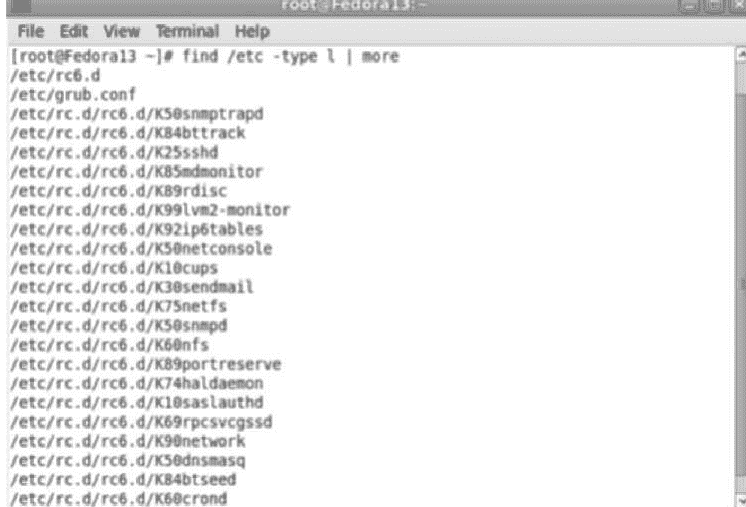 root@Fedora13:~
File Edit View Terminal Help
[root@Fedora13 ~]# find /etc -type l | more
/etc/rc6.d
/etc/grub.conf
/etc/rc.d/rc6.d/K50snmptrapd
/etc/rc.d/rc6.d/K84bttrack
/etc/rc.d/rc6.d/K25sshd
/etc/rc.d/rc6.d/K85mdmonitor
/etc/rc.d/rc6.d/K89rdisc
/etc/rc.d/rc6.d/K99lvm2-monitor
/etc/rc.d/rc6.d/K92ip6tables
/etc/rc.d/rc6.d/K50netconsole
/etc/rc.d/rc6.d/K10cups
/etc/rc.d/rc6.d/K30sendmail
/etc/rc.d/rc6.d/K75netfs
/etc/rc.d/rc6.d/K50snmpd
/etc/rc.d/rc6.d/K60nfs
/etc/rc.d/rc6.d/K89portreserve
/etc/rc.d/rc6.d/K74haldaemon
/etc/rc.d/rc6.d/K10saslauthd
/etc/rc.d/rc6.d/K69rpcsvcgssd
/etc/rc.d/rc6.d/K90network
/etc/rc.d/rc6.d/K50dnsmasq
/etc/rc.d/rc6.d/K84btseed
/etc/rc.d/rc6.d/K60crond